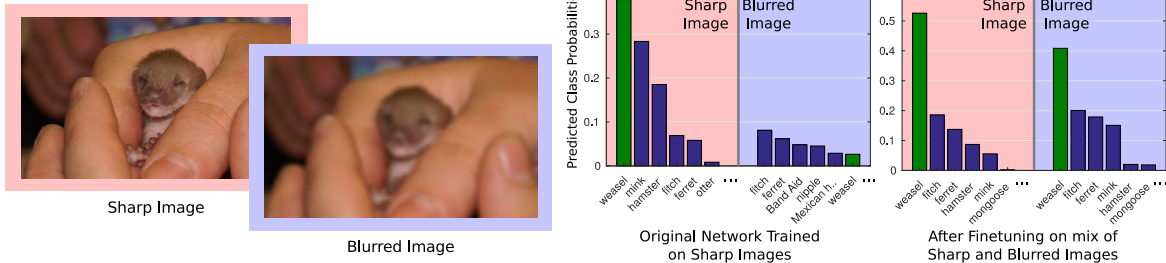 Sharp Image
Blurred Image
Predicted Class Probabilities
0.3
0.2
0.1
0
Sharp Image
Blurred Image
weasel
mink
hamster
fitch
ferret
otter
...
fitch
ferret
Band Aid
nipple
Mexican h..
weasel
...
Original Network Trained
on Sharp Images
0.5
0.4
0.3
0.2
0.1
0
Sharp Image
Blurred Image
weasel
fitch
ferret
hamster
mink
mongoose
...
weasel
fitch
ferret
mink
hamster
mongoose
...
After Finetuning on mix of
Sharp and Blurred Images